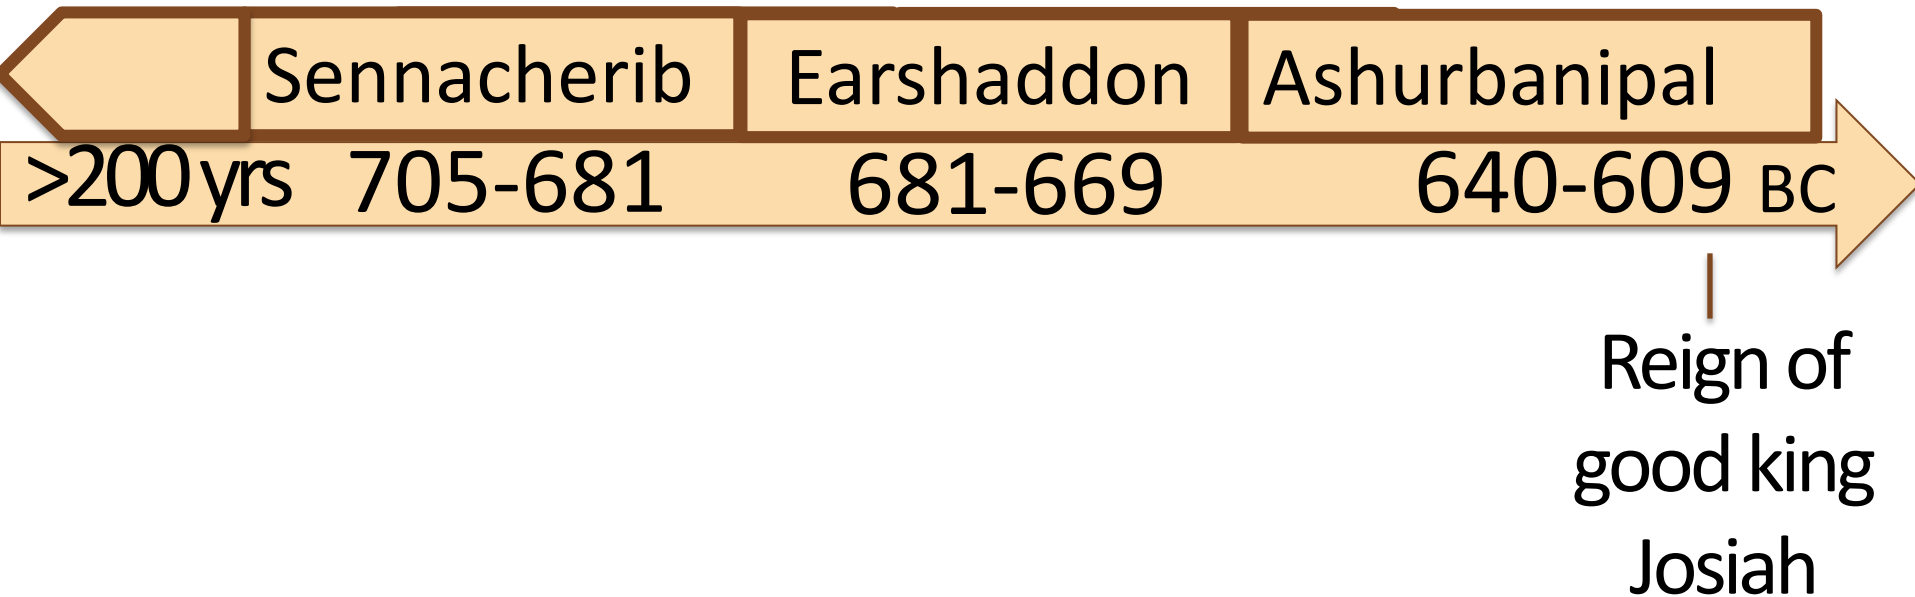 Sennacherib Earshaddon Ashurbanipal
>200 yrs 705-681 681-669 640-609 BC
Reign of
good king
Josiah